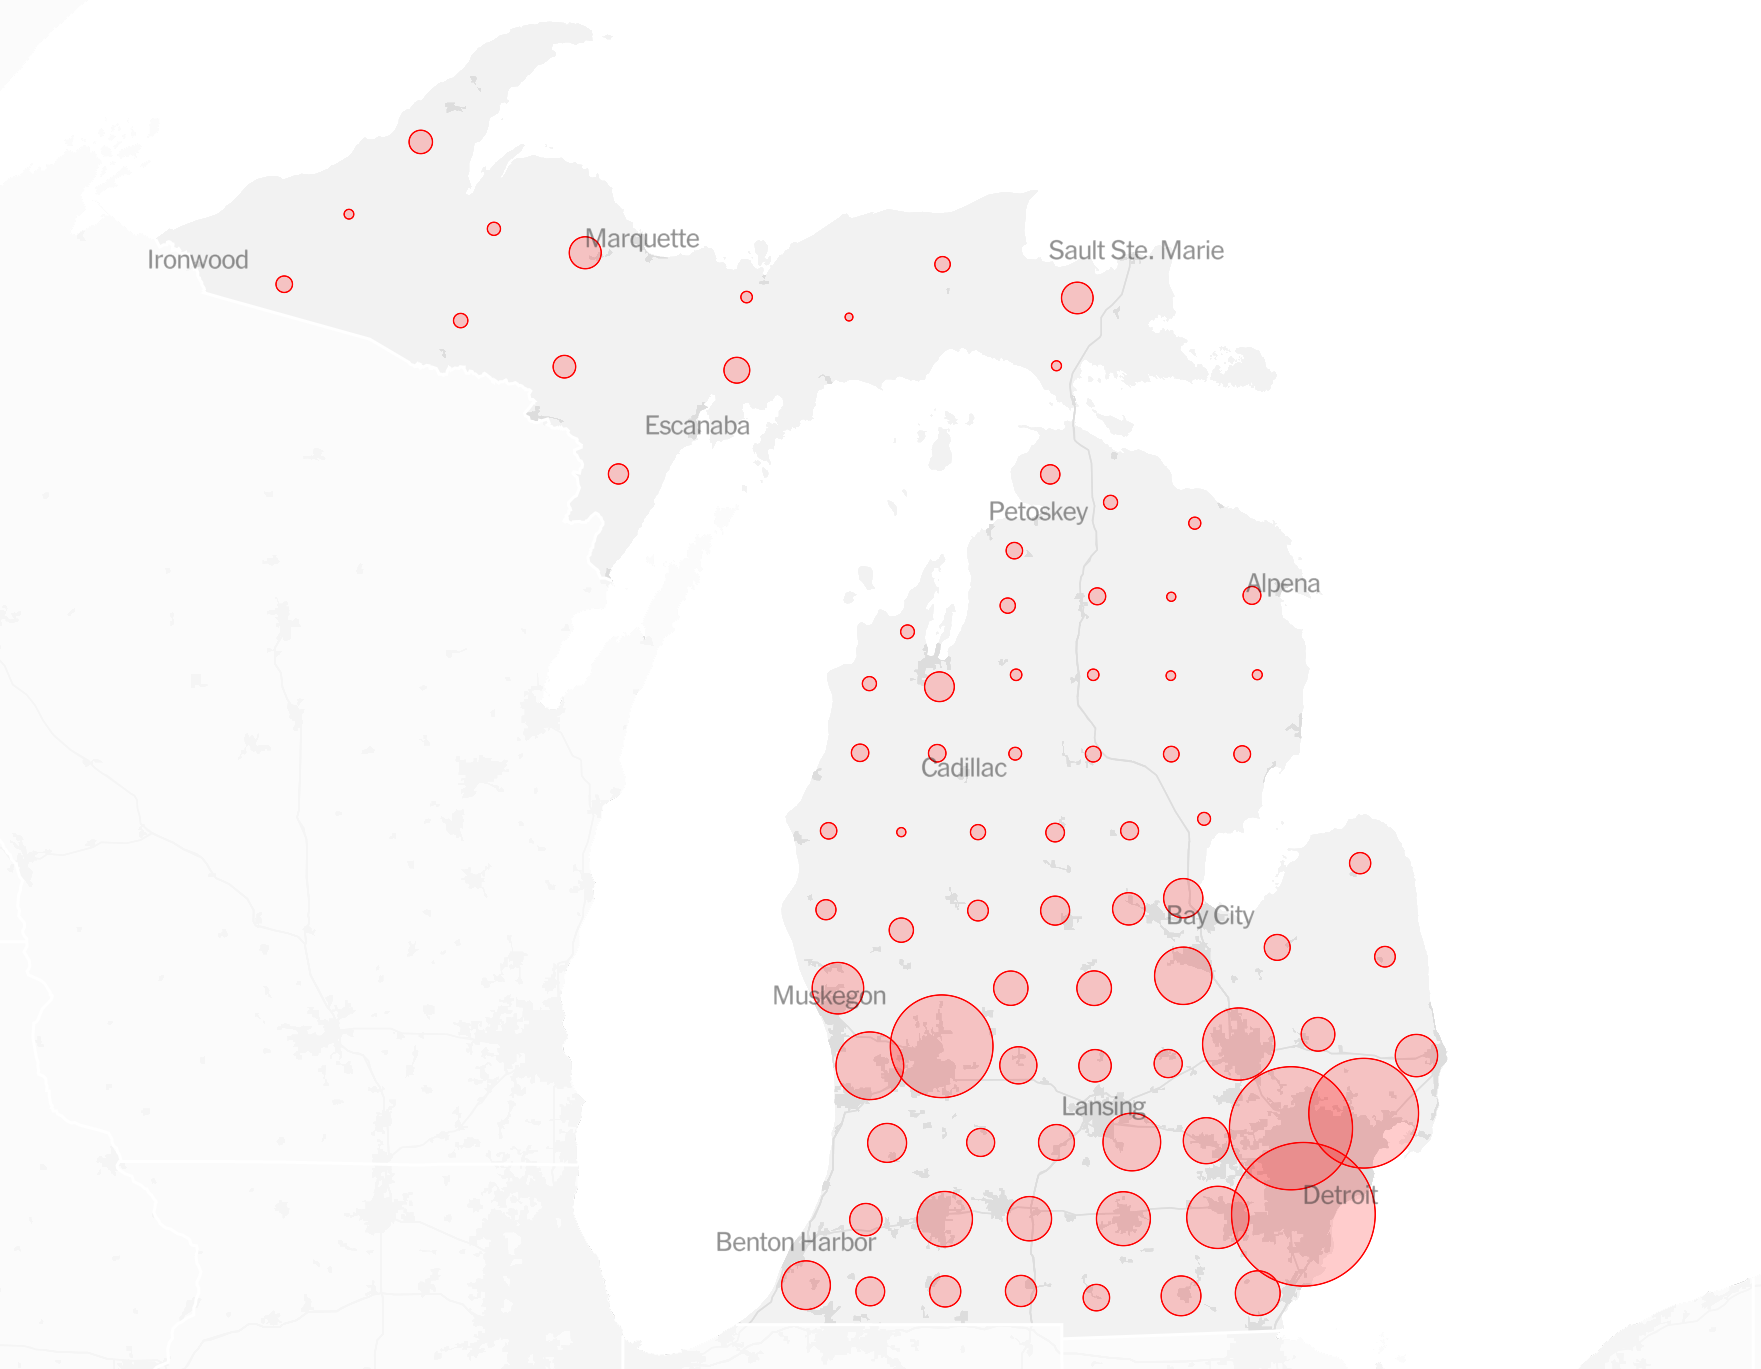 Marquette
Ironwood
Sault Ste. Marie
Escanaba
Petoskey
Alpena
Cadillac
Bay City
Muskegon
Lansing
Detroit
Benton Harbor